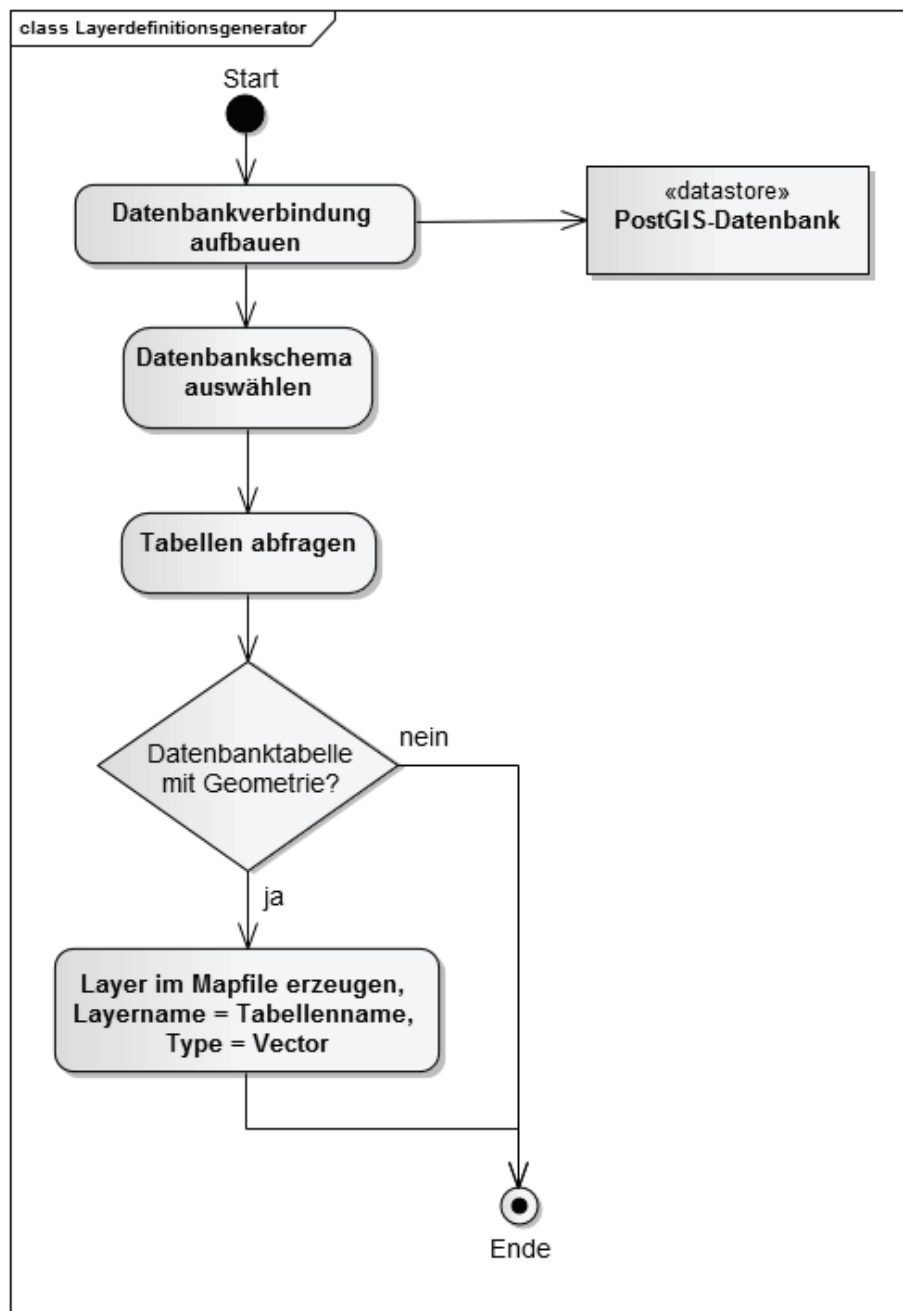 class Layerdefinitionsgenerator
Start
Datenbankverbindung
aufbauen
«datastore»
PostGIS-Datenbank
Datenbankschema
auswählen
Tabellen abfragen
Datenbanktabelle
mit Geometrie?
nein
ja
Layer im Mapfile erzeugen,
Layername = Tabellenname,
Type = Vector
Ende